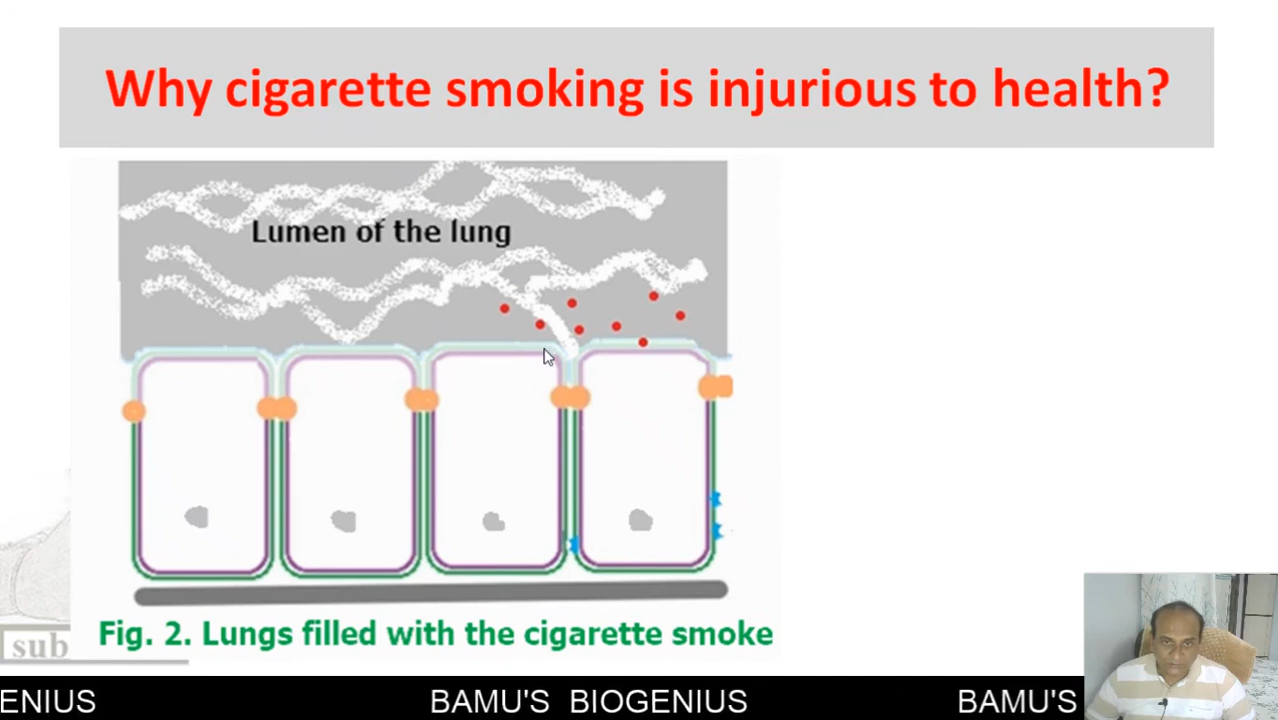 Why cigarette smoking is injurious to health?
Lumen of the lung
Fig. 2. Lungs filled with the cigarette smoke
sub
ENIUS BAMU'S BIOGENIUS BAMU'S